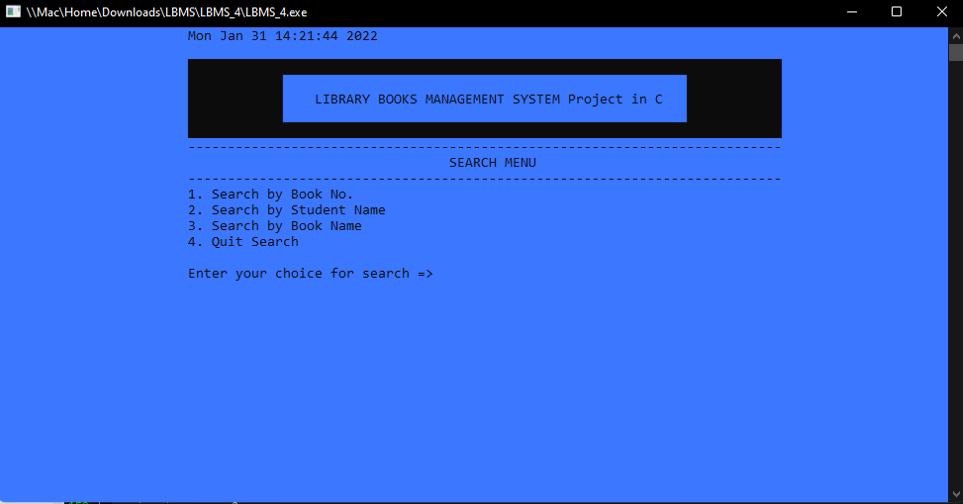 \\Mac\Home\Downloads\LBMS\LBMS_4\LBMS_4.exe
Mon Jan 31 14:21:44 2022
LIBRARY BOOKS MANAGEMENT SYSTEM Project in C
---------------------------------------------------------------------------
SEARCH MENU
---------------------------------------------------------------------------
1. Search by Book No.
2. Search by Student Name
3. Search by Book Name
4. Quit Search
Enter your choice for search =>